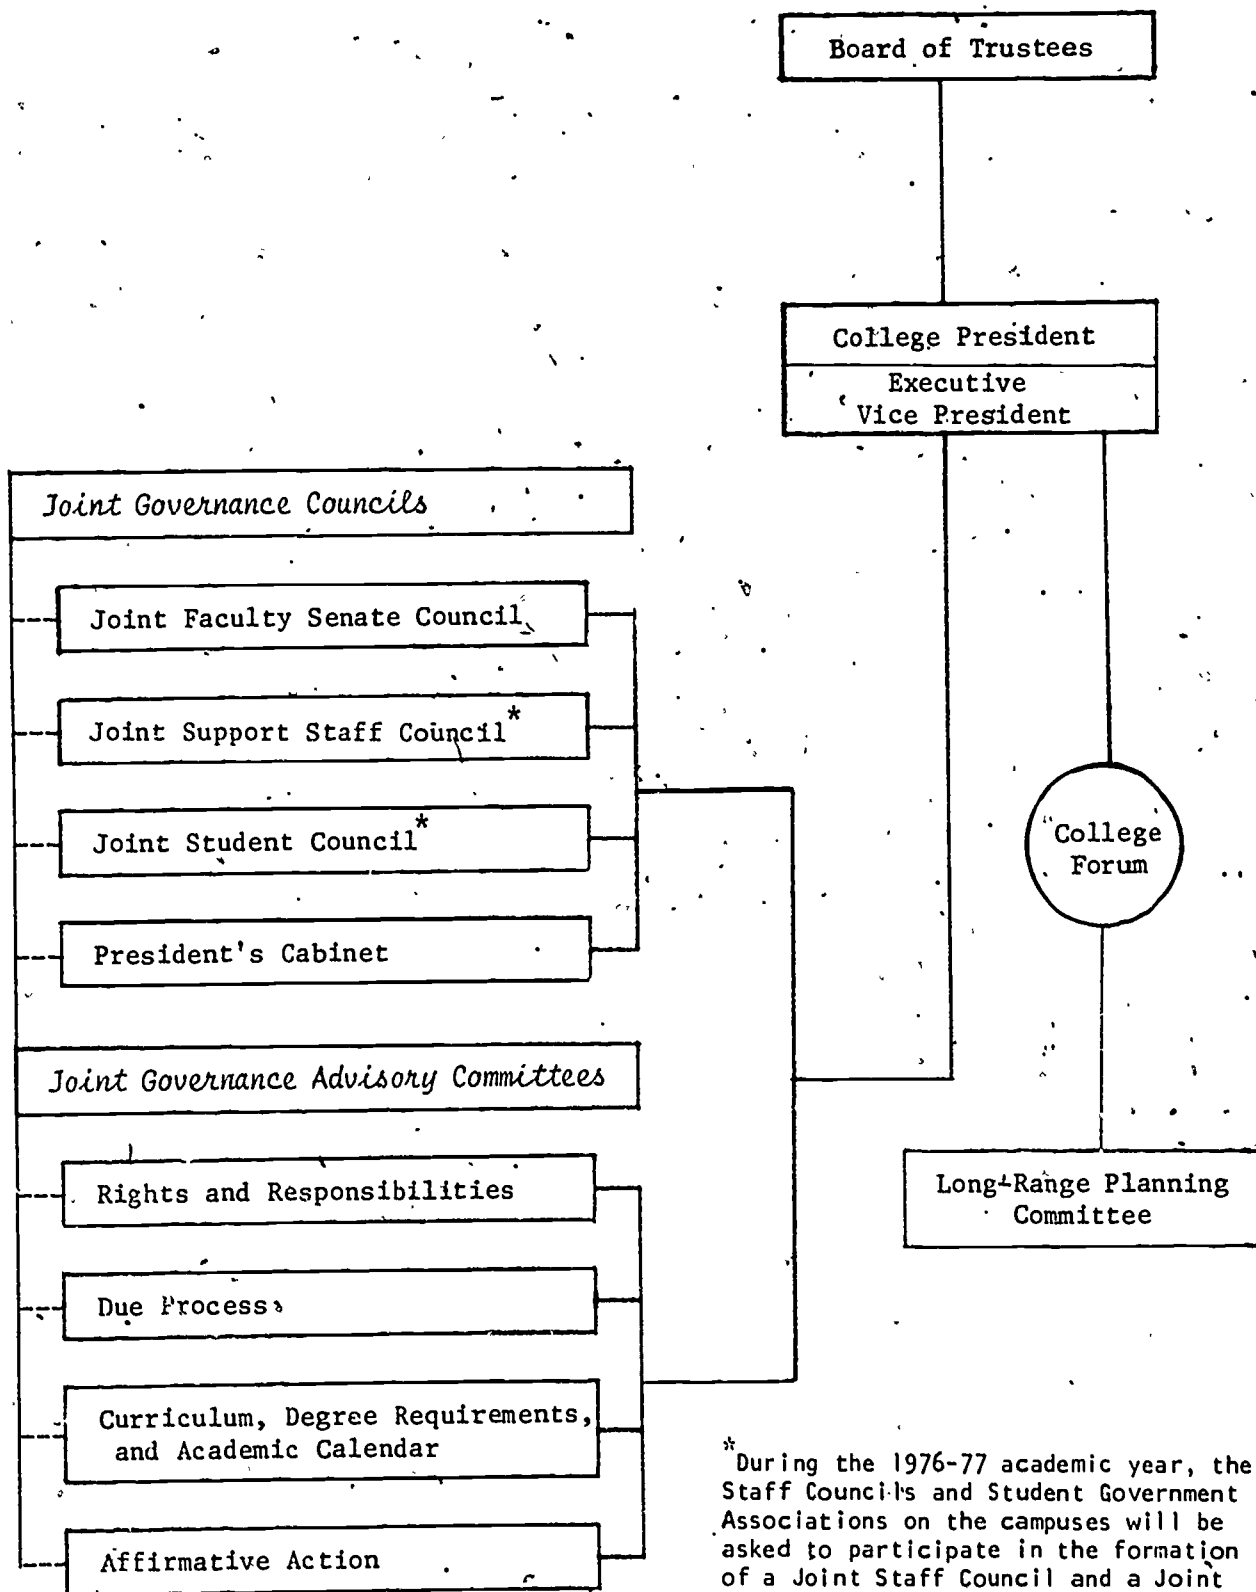 Board of Trustees
College President
Executive
Vice President
Joint Governance Councils
Joint Faculty Senate Council
Joint Support Staff Council*
Joint Student Council*
President's Cabinet
College
Forum
Joint Governance Advisory Committees
Rights and Responsibilities
Long-Range Planning
Committee
Due Process
Curriculum, Degree Requirements,
and Academic Calendar
Affirmative Action
*During the 1976-77 academic year, the
Staff Councils and Student Government
Associations on the campuses will be
asked to participate in the formation
of a Joint Staff Council and a Joint